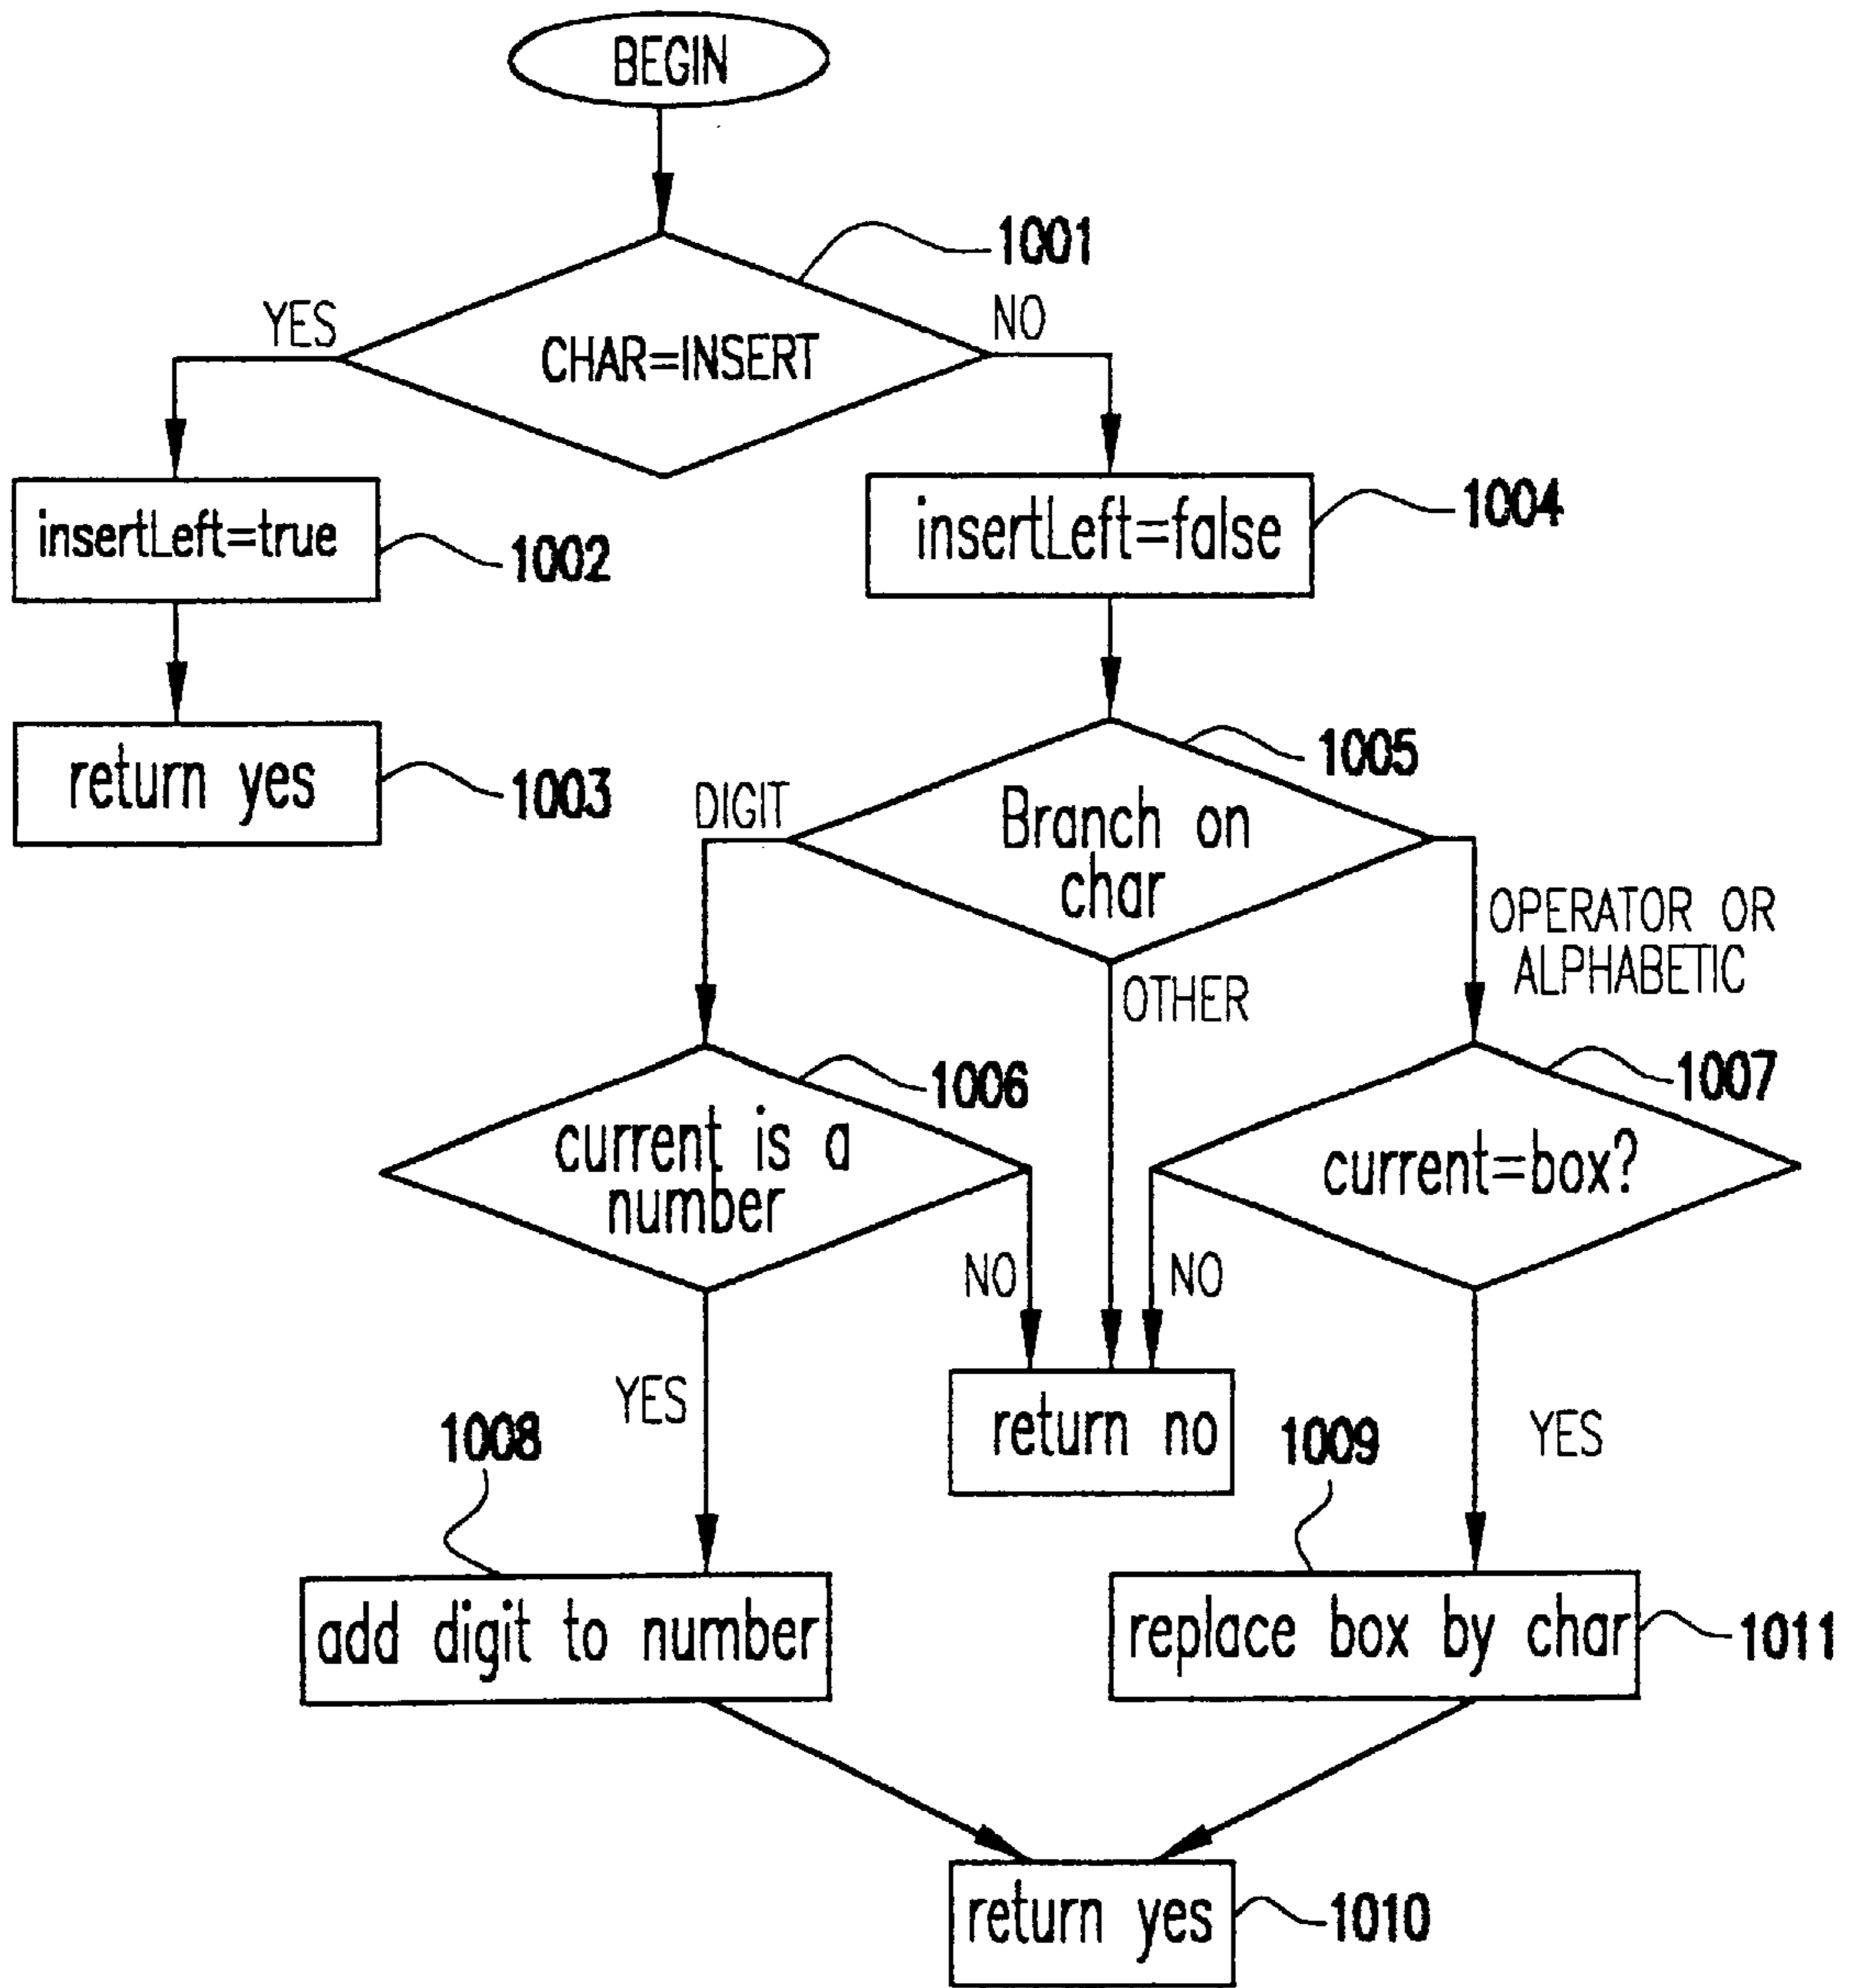 BEGIN
1001
YES
NO
CHAR=INSERT
insertLeft=true
1002
insertLeft=false
1004
return yes
1003
1005
DIGIT
Branch on
char
OPERATOR OR
ALPHABETIC
OTHER
1006
current is a
number
1007
current=box?
NO
NO
YES
return no
YES
1008
1009
add digit to number
replace box by char
1011
return yes
1010